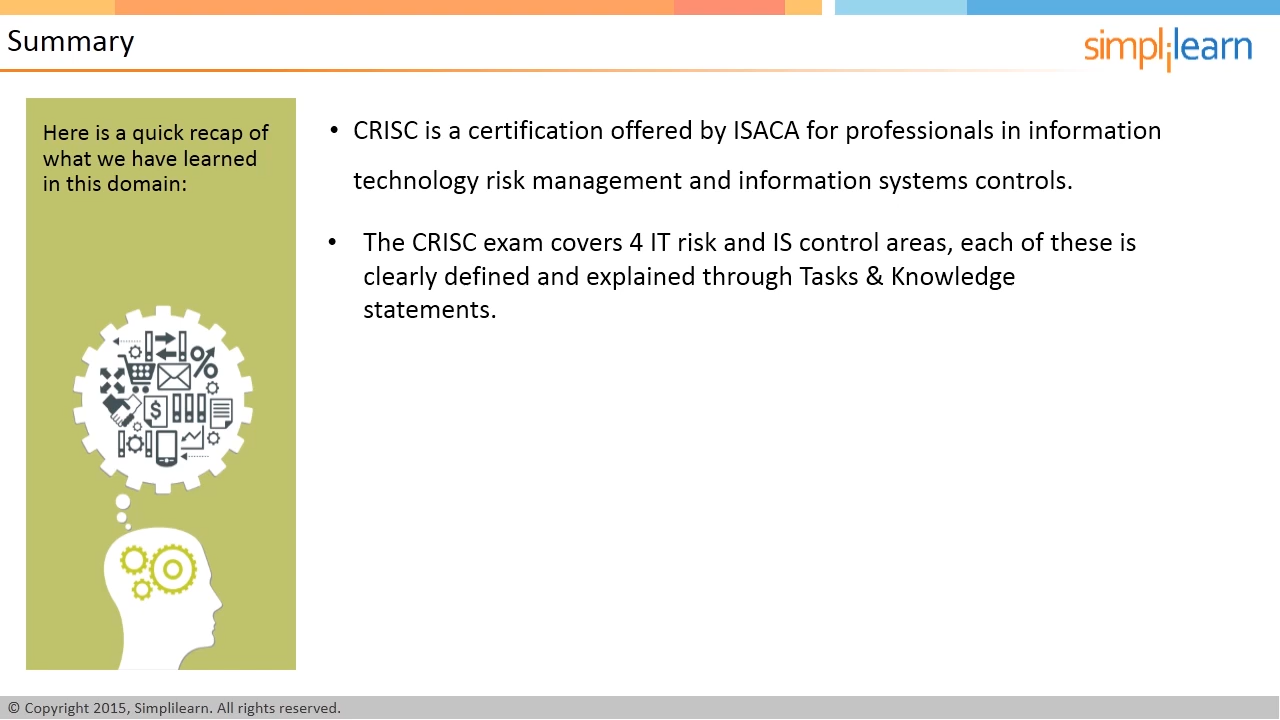 Summary
simplilearn
Here is a quick recap of
what we have learned
in this domain:
• CRISC is a certification offered by ISACA for professionals in information
technology risk management and information systems controls.
• The CRISC exam covers 4 IT risk and IS control areas, each of these is
clearly defined and explained through Tasks & Knowledge
statements.
© Copyright 2015, Simplilearn. All rights reserved.